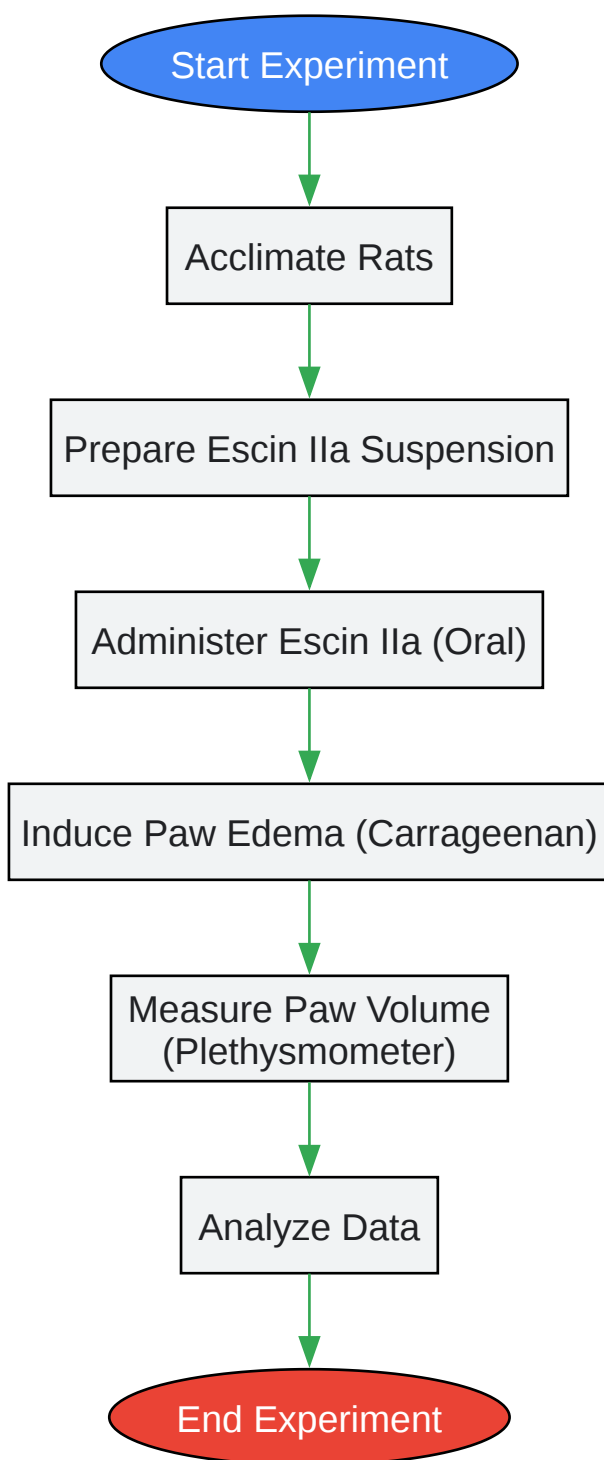 Start Experiment
Acclimate Rats
Prepare Escin IIa Suspension
Administer Escin IIa (Oral)
Induce Paw Edema (Carrageenan)
Measure Paw Volume
(Plethysmometer)
Analyze Data
End Experiment